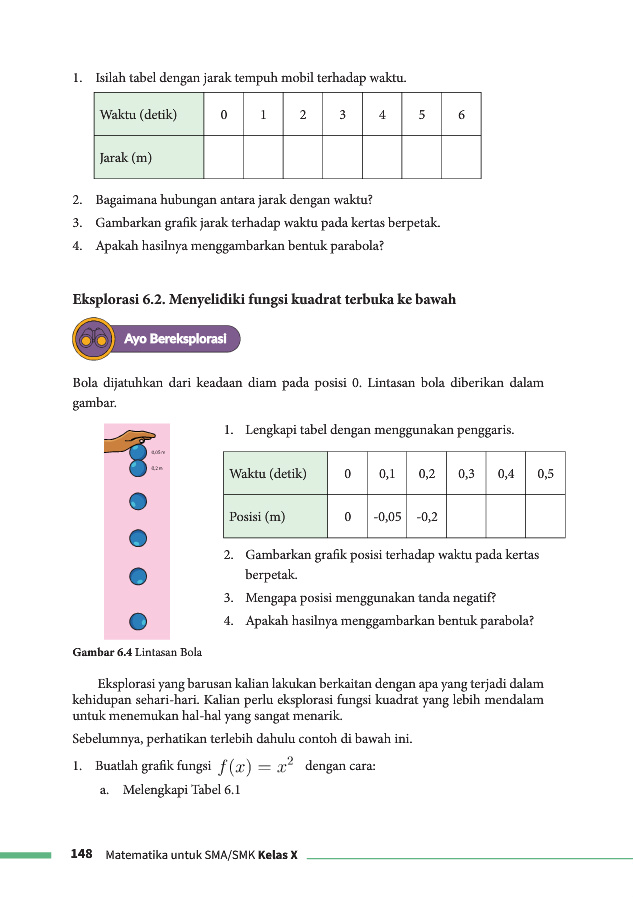 1. Isilah tabel dengan jarak tempuh mobil terhadap waktu.
Waktu (detik) 0 1 2 3 4 5 6
Jarak (m)
2. Bagaimana hubungan antara jarak dengan waktu?
3. Gambarkan grafik jarak terhadap waktu pada kertas berpetak.
4. Apakah hasilnya menggambarkan bentuk parabola?
Eksplorasi 6.2. Menyelidiki fungsi kuadrat terbuka ke bawah
Ayo Bereksplorasi
Bola dijatuhkan dari keadaan diam pada posisi 0. Lintasan bola diberikan dalam
gambar.
0,05 m
0,2 m
Gambar 6.4 Lintasan Bola
1. Lengkapi tabel dengan menggunakan penggaris.
Waktu (detik) 0 0,1 0,2 0,3 0,4 0,5
Posisi (m) 0 -0,05 -0,2
2. Gambarkan grafik posisi terhadap waktu pada kertas
berpetak.
3. Mengapa posisi menggunakan tanda negatif?
4. Apakah hasilnya menggambarkan bentuk parabola?
Eksplorasi yang barusan kalian lakukan berkaitan dengan apa yang terjadi dalam
kehidupan sehari-hari. Kalian perlu eksplorasi fungsi kuadrat yang lebih mendalam
untuk menemukan hal-hal yang sangat menarik.
Sebelumnya, perhatikan terlebih dahulu contoh di bawah ini.
1. Buatlah grafik fungsi f(x) = x² dengan cara:
a. Melengkapi Tabel 6.1
148 Matematika untuk SMA/SMK Kelas X